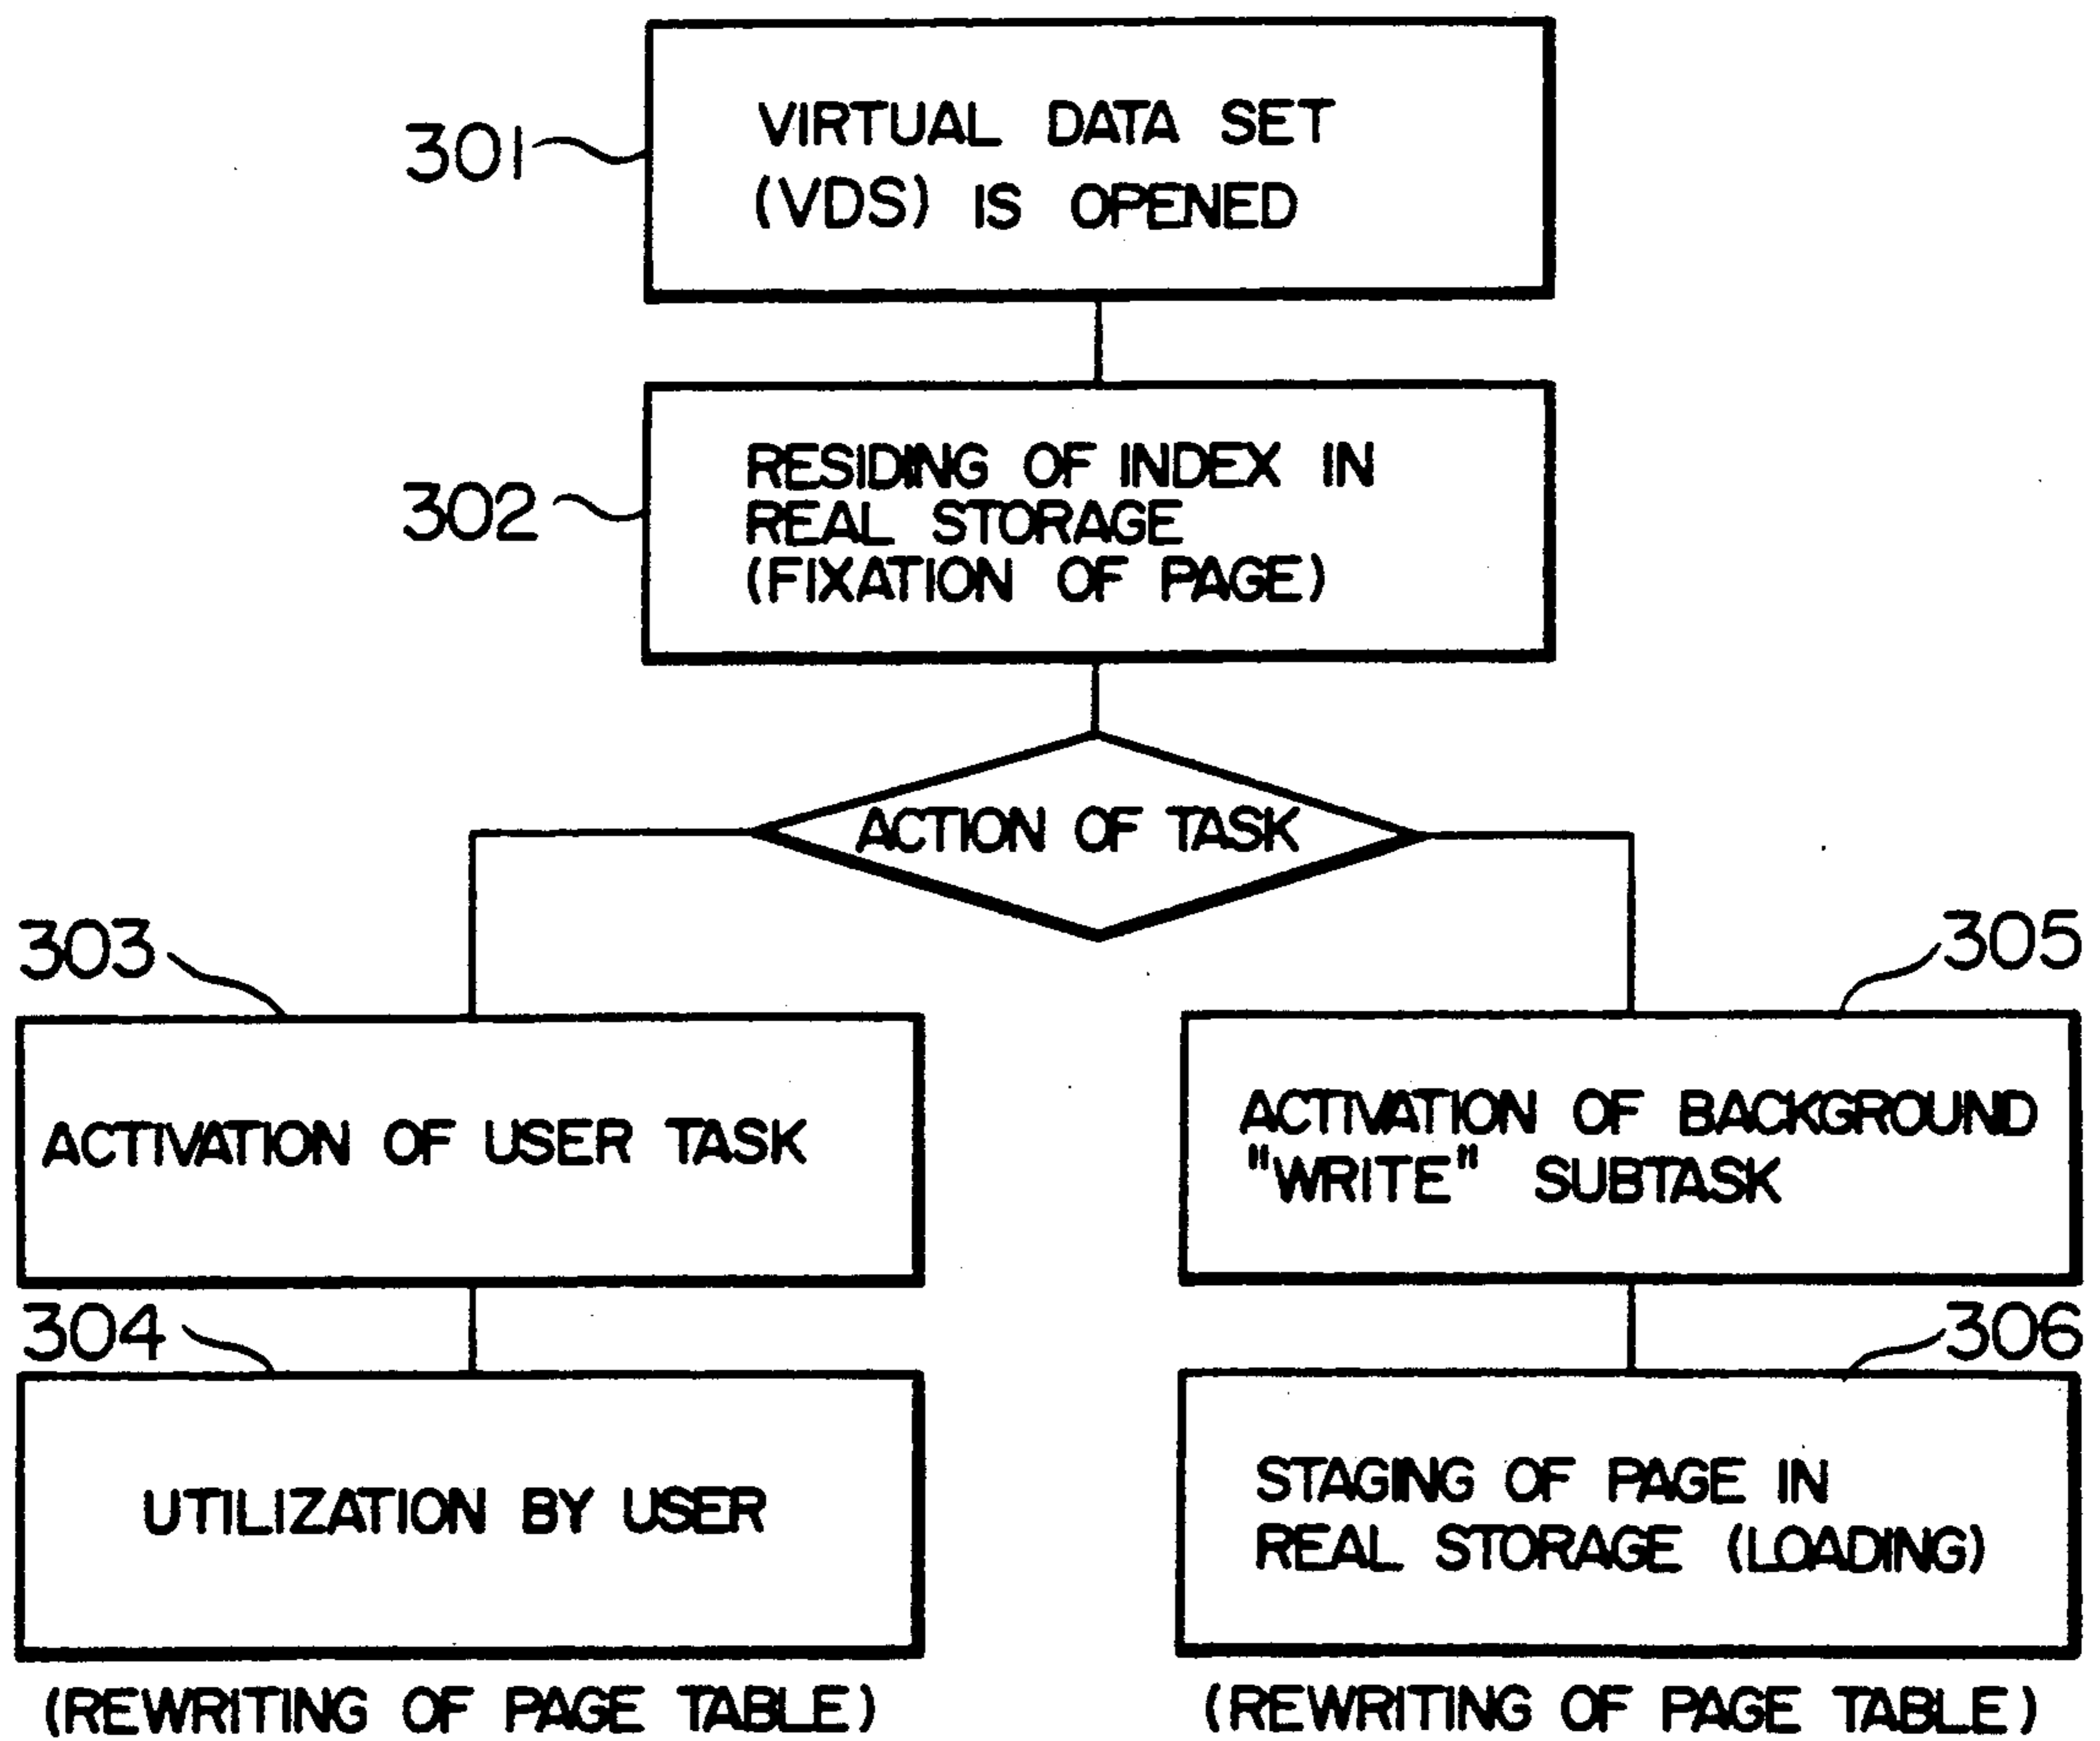 301
VIRTUAL DATA SET
(VDS) IS OPENED
302
RESIDING OF INDEX IN
REAL STORAGE
(FIXATION OF PAGE)
ACTION OF TASK
303
ACTIVATION OF USER TASK
304
UTILIZATION BY USER
(REWRITING OF PAGE TABLE)
305
ACTIVATION OF BACKGROUND
"WRITE" SUBTASK
306
STAGING OF PAGE IN
REAL STORAGE (LOADING)
(REWRITING OF PAGE TABLE)